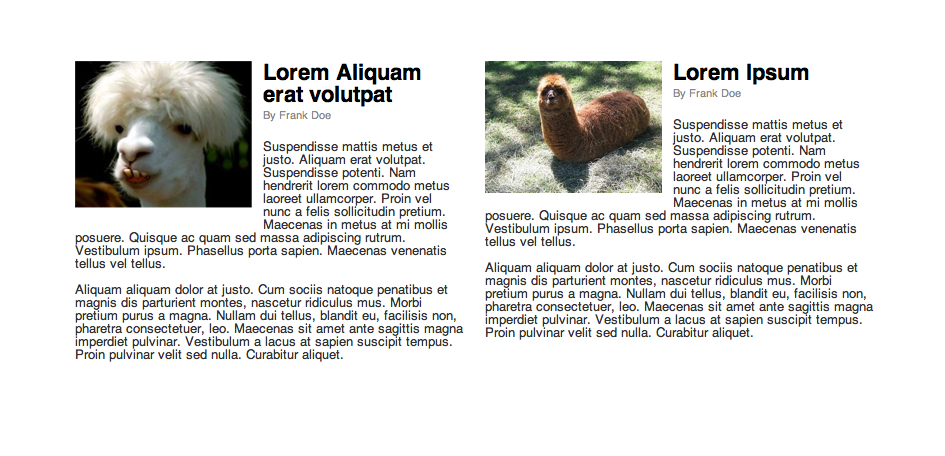 Lorem Aliquam
erat volutpat
By Frank Doe
Suspendisse mattis metus et
justo. Aliquam erat volutpat.
Suspendisse potenti. Nam
hendrerit lorem commodo metus
laoreet ullamcorper. Proin vel
nunc a felis sollicitudin pretium.
Maecenas in metus at mi mollis
posuere. Quisque ac quam sed massa adipiscing rutrum.
Vestibulum ipsum. Phasellus porta sapien. Maecenas venenatis
tellus vel tellus.
Aliquam aliquam dolor at justo. Cum sociis natoque penatibus et
magnis dis parturient montes, nascetur ridiculus mus. Morbi
pretium purus a magna. Nullam dui tellus, blandit eu, facilisis non,
pharetra consectetuer, leo. Maecenas sit amet ante sagittis magna
imperdiet pulvinar. Vestibulum a lacus at sapien suscipit tempus.
Proin pulvinar velit sed nulla. Curabitur aliquet.
Lorem Ipsum
By Frank Doe
Suspendisse mattis metus et
justo. Aliquam erat volutpat.
Suspendisse potenti. Nam
hendrerit lorem commodo metus
laoreet ullamcorper. Proin vel
nunc a felis sollicitudin pretium.
Maecenas in metus at mi mollis
posuere. Quisque ac quam sed massa adipiscing rutrum.
Vestibulum ipsum. Phasellus porta sapien. Maecenas venenatis
tellus vel tellus.
Aliquam aliquam dolor at justo. Cum sociis natoque penatibus et
magnis dis parturient montes, nascetur ridiculus mus. Morbi
pretium purus a magna. Nullam dui tellus, blandit eu, facilisis non,
pharetra consectetuer, leo. Maecenas sit amet ante sagittis magna
imperdiet pulvinar. Vestibulum a lacus at sapien suscipit tempus.
Proin pulvinar velit sed nulla. Curabitur aliquet.